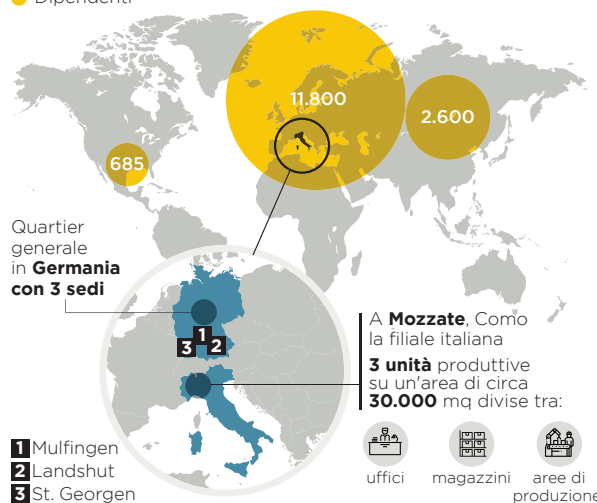 Dipendenti
11.800
2.600
685
Quartier
generale
in Germania
con 3 sedi
1
3 2
A Mozzate, Como
la filiale italiana
3 unità produttive
su un'area di circa
30.000 mq divise tra:
1 Mulfingen
2 Landshut
3 St. Georgen
uffici
magazzini
aree di
produzione